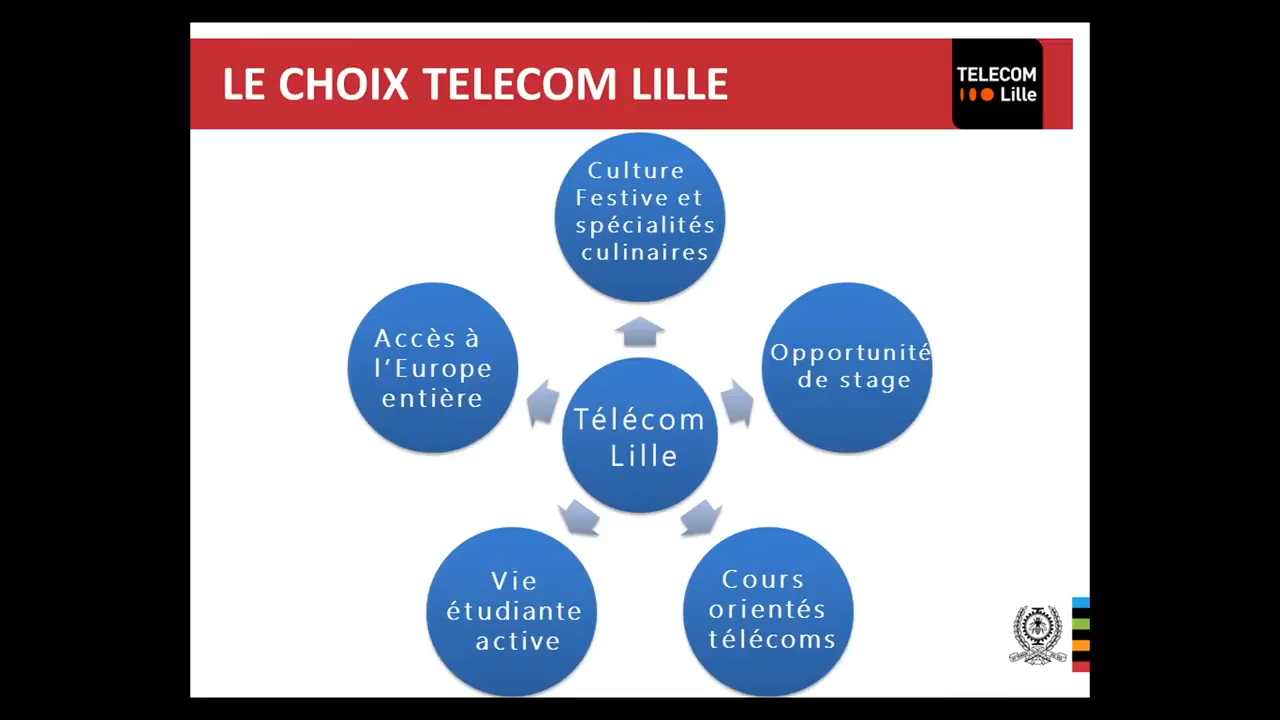 LE CHOIX TELECOM LILLE
TELECOM
Lille
Culture
Festive et
spécialités
culinaires
Accès à
l’Europe
entière
Opportunité
de stage
Télécom
Lille
Vie
étudiante
active
Cours
orientés
télécoms